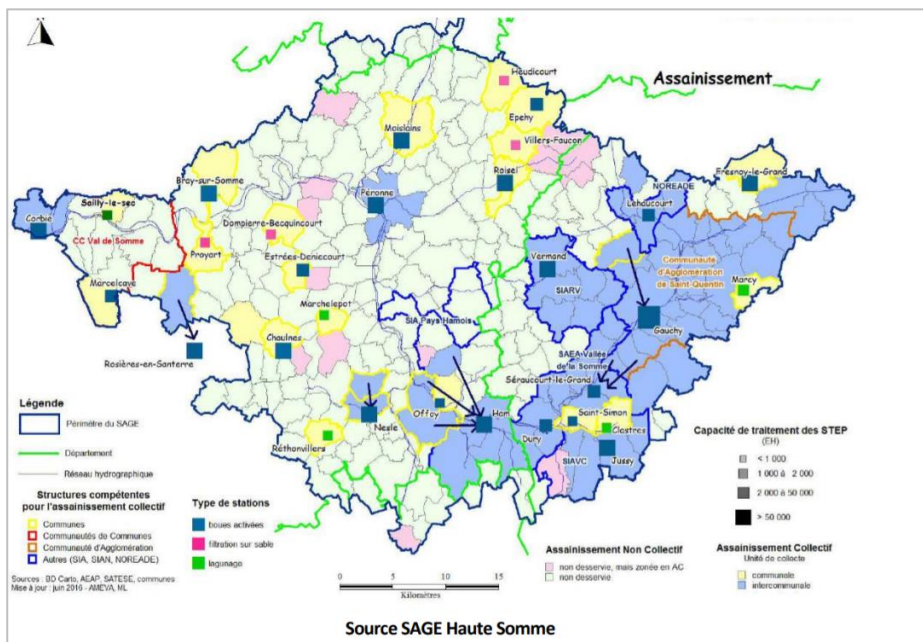 Assainissement
Heudicourt
Epehy
Villers-Faucon
Moislains
Roisel
Péronne
Bray-sur-Somme
Sailly-le-sec
Corbie
CC Val de Somme
Dompierre-Becquincourt
Proyart
Estrées-Deniecourt
Marcelcave
Marchelepot
Chaulnes
Rosières-en-Santerre
NOREADE
Fresnoy-le-Grand
Lehaucourt
Communauté
d'Agglomération
de Saint-Quentin
Vermand
SIARV
Marcy
Gauchy
SIA Pays Hamois
SAEA Vallée
de la Somme
Séraucourt-le-Grand
Saint-Simon
Clastres
Offoy
Ham
Dury
Nesle
Réthonvillers
SIAVC
Jussy
Légende
Périmètre du SAGE
Département
Réseau hydrographique
Structures compétentes
pour l'assainissement collectif
Communes
Communautés de Communes
Communauté d'Agglomération
Autres (SIA, SIAN, NOREADE)
Type de stations
boues activées
filtration sur sable
lagunage
Sources : BD Carto, AEAP, SATESE, communes
Mise à jour : juin 2016 - AMEVA, ML
0 5 10 15
Kilomètres
Assainissement Non Collectif
non desservie, mais zonée en AC
non desservie
Capacité de traitement des STEP
(EH)
< 1 000
1 000 à 2 000
2 000 à 50 000
> 50 000
Assainissement Collectif
Unité de collecte
communale
intercommunale
Source SAGE Haute Somme